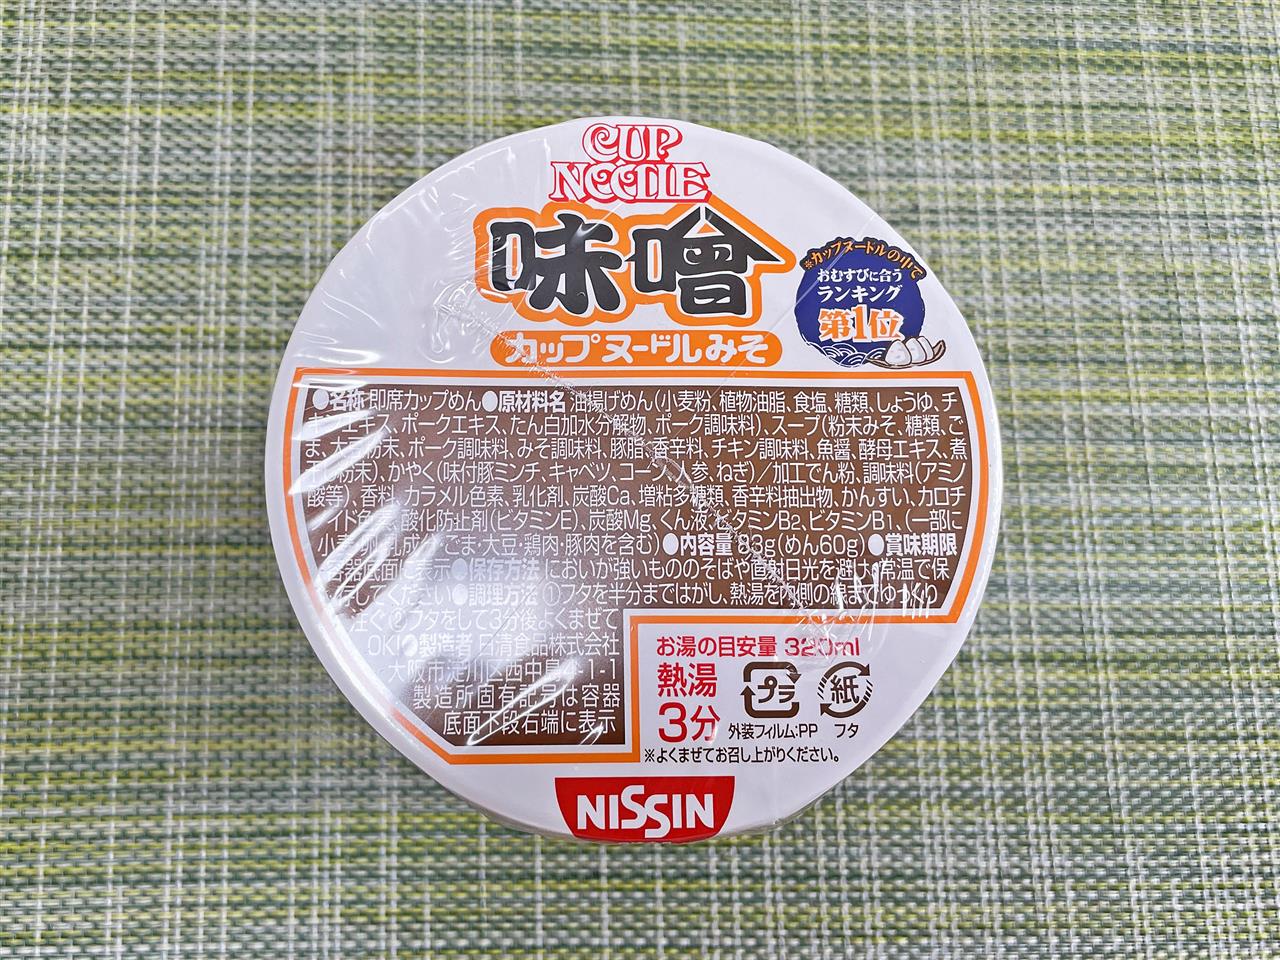 CUP
NOODLE
味噌
カップヌードルみそ
※カップヌードルの中で
おむすびに合う
ランキング
第1位
●名称 即席カップめん●原材料名 油揚げめん(小麦粉、植物油脂、食塩、糖類、しょうゆ、チ
エキス、ポークエキス、たん白加水分解物、ポーク調味料)、スープ(粉末みそ、糖類、ご
ま、大豆粉末、ポーク調味料、みそ調味料、豚脂、香辛料、チキン調味料、魚醤、酵母エキス、煮
干し粉末)、かやく(味付豚ミンチ、キャベツ、コーン、人参、ねぎ)/加工でん粉、調味料(アミノ
酸等)、香料、カラメル色素、乳化剤、炭酸Ca、増粘多糖類、香辛料抽出物、かんすい、カロチ
イド色素、酸化防止剤(ビタミンE)、炭酸Mg、くん液、ビタミンB2、ビタミンB1、(一部に
小麦・卵・乳成分・ごま・大豆・鶏肉・豚肉を含む)●内容量 83g(めん60g)●賞味期限
容器底面に表示●保存方法 においが強いもののそばや直射日光を避け、常温で保
存してください●調理方法 ①フタを半分まではがし、熱湯を内側の線までゆっくり
注ぐ ②フタをして3分後よくまぜて
OK!●製造者 日清食品株式会社
大阪市淀川区西中島4-1-1
製造所固有記号は容器
底面下段右端に表示
お湯の目安量 320ml
熱湯
3分
プラ
紙
外装フィルム:PP フタ
※よくまぜてお召し上がりください。
NISSIN